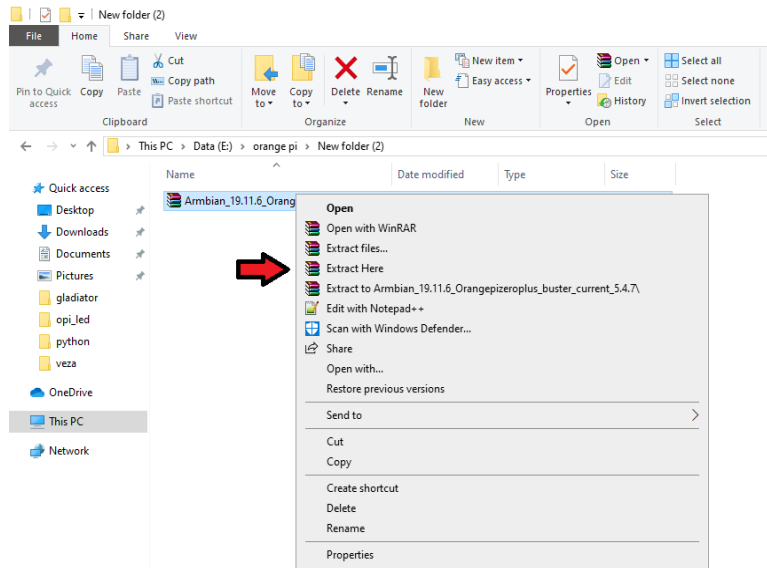 New folder (2)
File Home Share View
Pin to Quick access
Copy
Paste
Cut
Copy path
Paste shortcut
Clipboard
Move to
Copy to
Delete
Rename
Organize
New folder
New item
Easy access
New
Properties
Open
Edit
History
Open
Select all
Select none
Invert selection
Select
This PC > Data (E:) > orange pi > New folder (2)
Name Date modified Type Size
Quick access
Desktop
Downloads
Documents
Pictures
gladiator
opi_led
python
veza
OneDrive
This PC
Network
Armbian_19.11.6_Orang
Open
Open with WinRAR
Extract files...
Extract Here
Extract to Armbian_19.11.6_Orangepizeroplus_buster_current_5.4.7\
Edit with Notepad++
Scan with Windows Defender...
Share
Open with...
Restore previous versions
Send to
Cut
Copy
Create shortcut
Delete
Rename
Properties